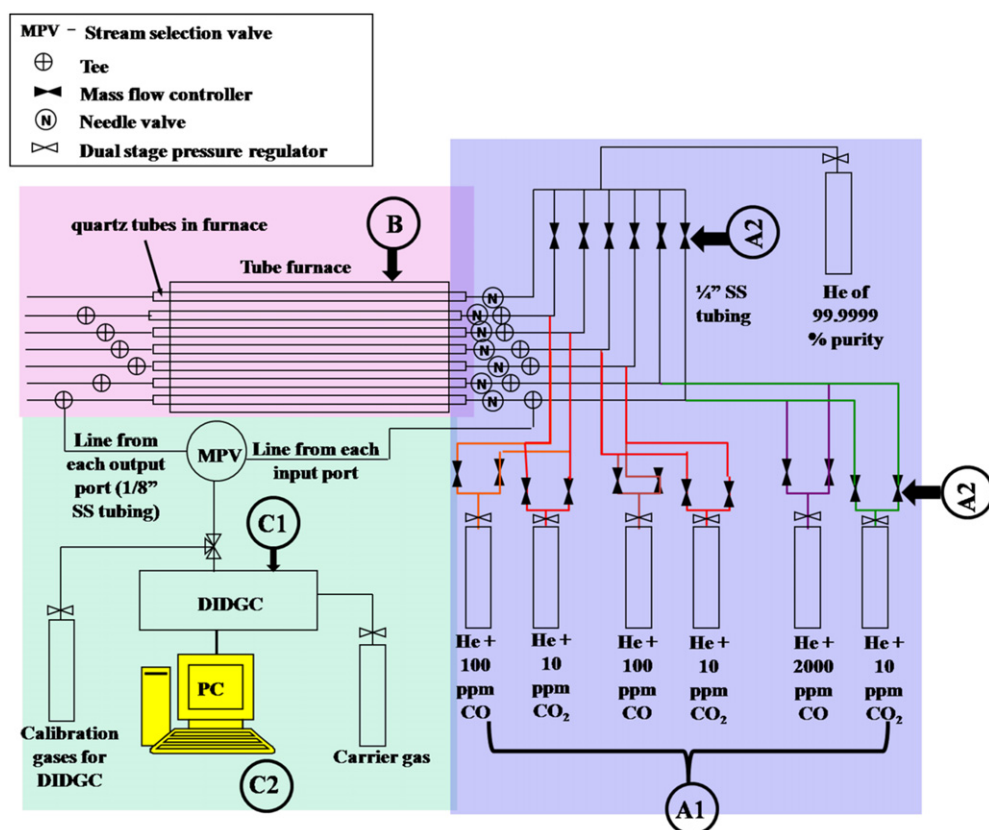 MPV – Stream selection valve
Tee
Mass flow controller
N Needle valve
Dual stage pressure regulator
quartz tubes in furnace
B
Tube furnace
A2
¼” SS
tubing
He of
99.9999
% purity
N
N
N
N
N
N
N
Line from
each output
port (1/8”
SS tubing)
MPV
Line from each
input port
A2
C1
DIDGC
PC
Calibration
gases for
DIDGC
Carrier gas
C2
He +
100
ppm
CO
He +
10
ppm
CO₂
He +
100
ppm
CO
He +
10
ppm
CO₂
He +
2000
ppm
CO
He +
10
ppm
CO₂
A1